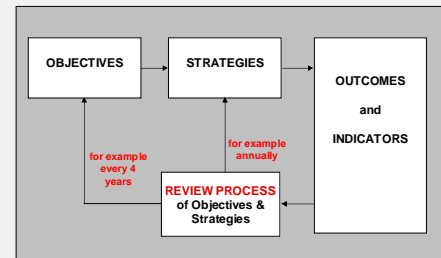 OBJECTIVES
STRATEGIES
OUTCOMES
and
INDICATORS
for example
every 4
years
for example
annually
REVIEW PROCESS
of Objectives &
Strategies